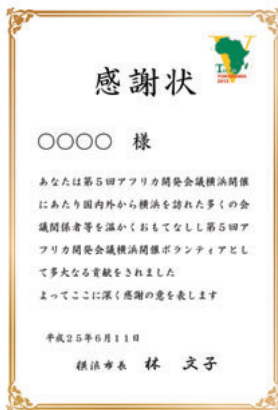 感謝状
○○○○ 様
あなたは第5回アフリカ開発会議横浜開催
にあたり国内外から横浜を訪れた多くの会
議関係者等を温かくおもてなしし第5回ア
フリカ開発会議横浜開催ボランティアとし
て多大なる貢献をされました
よってここに深く感謝の意を表します
平成25年6月11日
横浜市長 林 文子